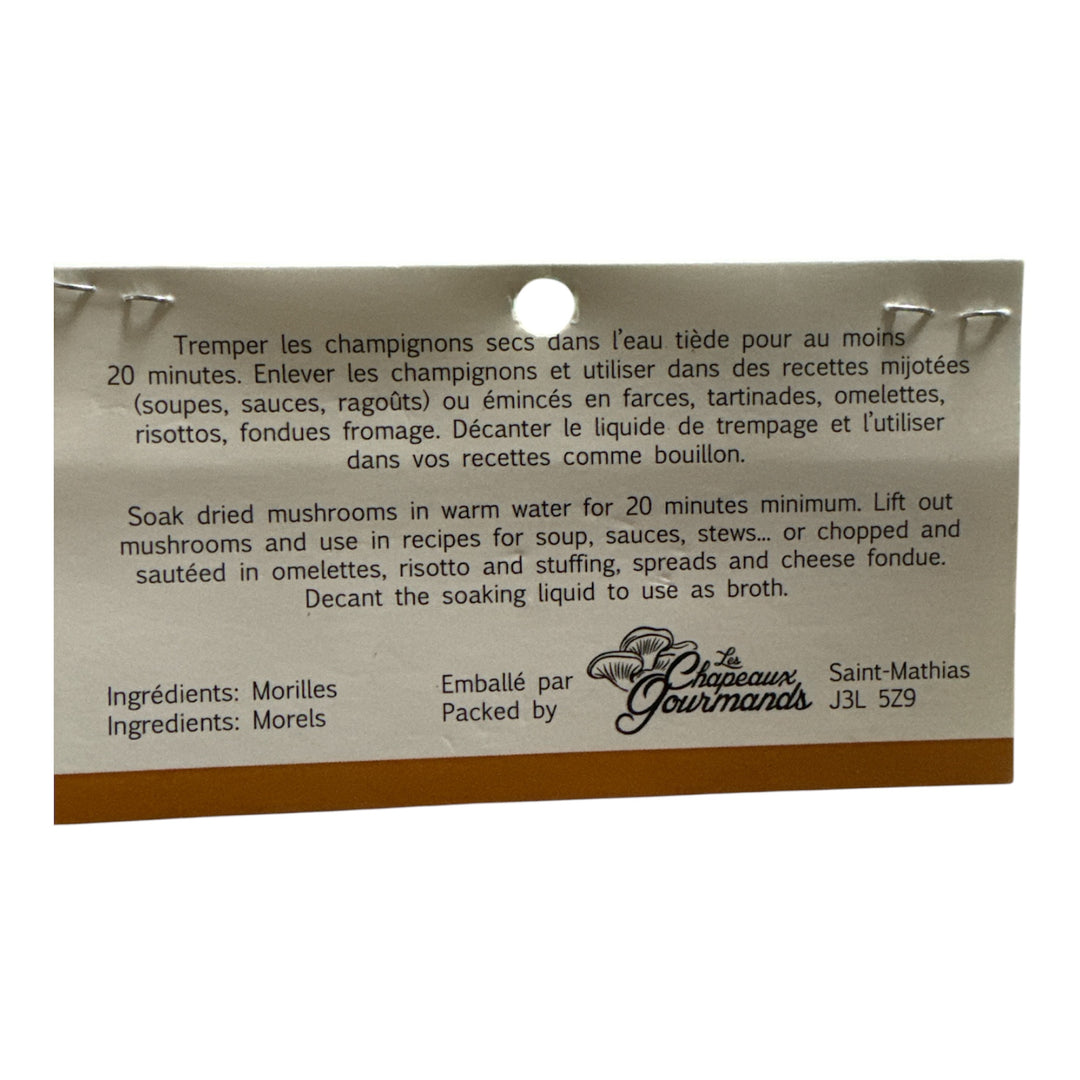 Tremper les champignons secs dans l'eau tiède pour au moins
20 minutes. Enlever les champignons et utiliser dans des recettes mijotées
(soupes, sauces, ragoûts) ou émincés en farces, tartinades, omelettes,
risottos, fondues fromage. Décanter le liquide de trempage et l'utiliser
dans vos recettes comme bouillon.
Soak dried mushrooms in warm water for 20 minutes minimum. Lift out
mushrooms and use in recipes for soup, sauces, stews... or chopped and
sautéed in omelettes, risotto and stuffing, spreads and cheese fondue.
Decant the soaking liquid to use as broth.
Ingrédients: Morilles
Ingredients: Morels
Emballé par
Packed by
Les
Chapeaux
Gourmands
Saint-Mathias
J3L 5Z9